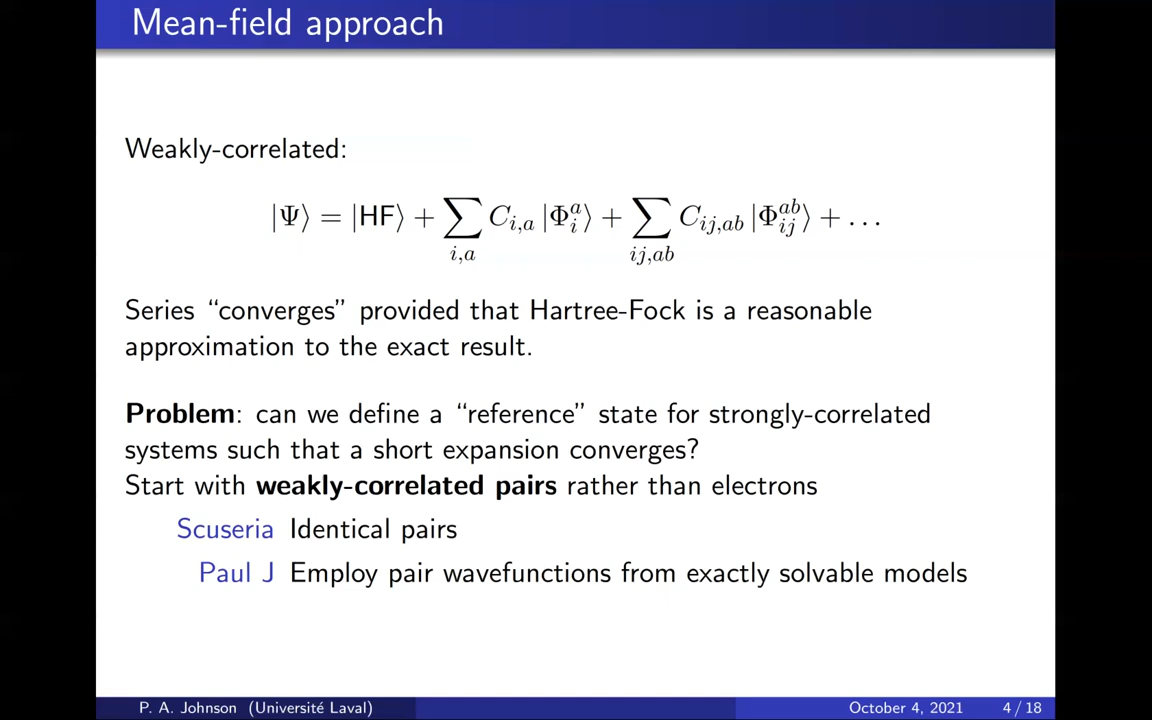 Mean-field approach
Weakly-correlated:
|Ψ⟩ = |HF⟩ + ∑_{i,a} C_{i,a} |Φ_i^a⟩ + ∑_{ij,ab} C_{ij,ab} |Φ_{ij}^{ab}⟩ + . . .
Series “converges” provided that Hartree-Fock is a reasonable
approximation to the exact result.
Problem: can we define a “reference” state for strongly-correlated
systems such that a short expansion converges?
Start with weakly-correlated pairs rather than electrons
Scuseria Identical pairs
Paul J Employ pair wavefunctions from exactly solvable models
P. A. Johnson (Université Laval) October 4, 2021 4 / 18